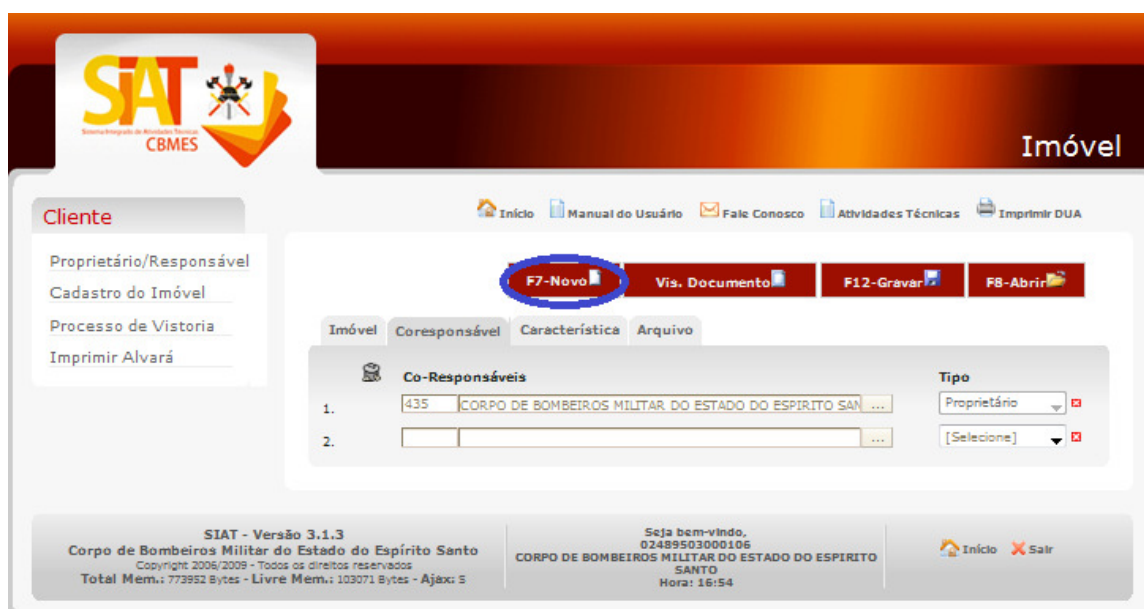 SiAT
Sistema Integrado de Atividades Técnicas
CBMES
Imóvel
Cliente
Início Manual do Usuário Fale Conosco Atividades Técnicas Imprimir DUA
Proprietário/Responsável
Cadastro do Imóvel
Processo de Vistoria
Imprimir Alvará
F7-Novo Vis. Documento F12-Gravar F8-Abrir
Imóvel Coresponsável Característica Arquivo
Co-Responsáveis Tipo
1. 435 CORPO DE BOMBEIROS MILITAR DO ESTADO DO ESPIRITO SAN ... Proprietário
2. ... [Selecione]
SIAT - Versão 3.1.3
Corpo de Bombeiros Militar do Estado do Espírito Santo
Copyright 2006/2009 - Todos os direitos reservados
Total Mem.: 773952 Bytes - Livre Mem.: 103071 Bytes - Ajax: S
Seja bem-vindo,
02489503000106
CORPO DE BOMBEIROS MILITAR DO ESTADO DO ESPIRITO
SANTO
Hora: 16:54
Início Sair